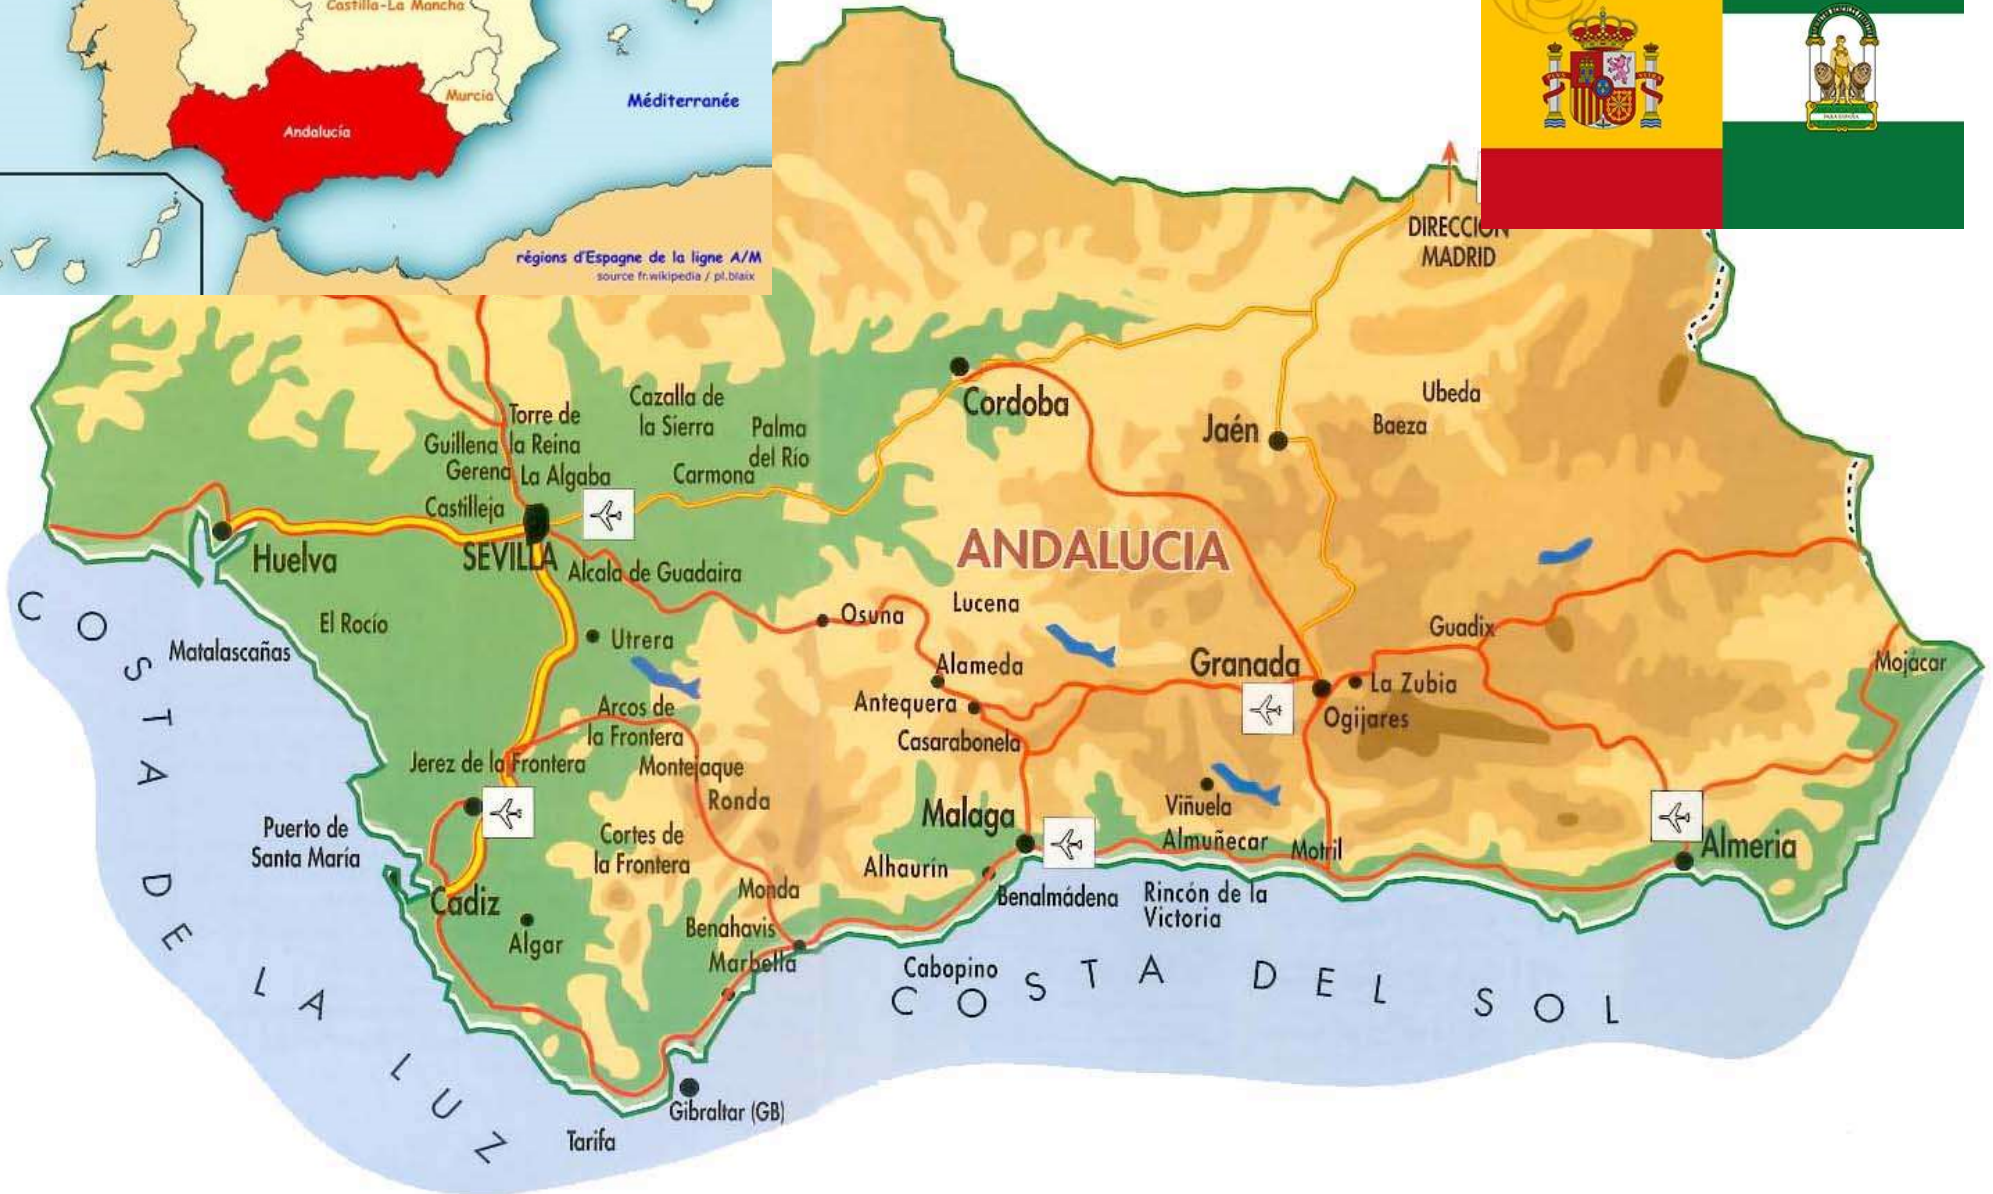 Castilla-La Mancha
Murcia
Méditerranée
Andalucía
régions d'Espagne de la ligne A/M
source fr.wikipedia / pl.blaix
DIRECCION
MADRID
Cordoba
Ubeda
Baeza
Jaén
Cazalla de
la Sierra
Palma
del Río
Torre de
la Reina
Guillena
Gerena
La Algaba
Carmona
Castilleja
SEVILLA
Huelva
Alcala de Guadaira
ANDALUCIA
El Rocío
Matalascañas
Utrera
Osuna
Lucena
Alameda
Antequera
Casarabonela
Granada
Guadix
La Zubia
Ogijares
Mojácar
Arcos de
la Frontera
Jerez de la Frontera
Montejaque
Ronda
Puerto de
Santa María
Cortes de
la Frontera
Malaga
Viñuela
Almuñecar
Motril
Almeria
Alhaurín
Benalmádena
Rincón de la
Victoria
Cadiz
Algar
Monda
Benahavis
Marbella
Cabopino
COSTA DEL SOL
COSTA DE LA LUZ
Gibraltar (GB)
Tarifa